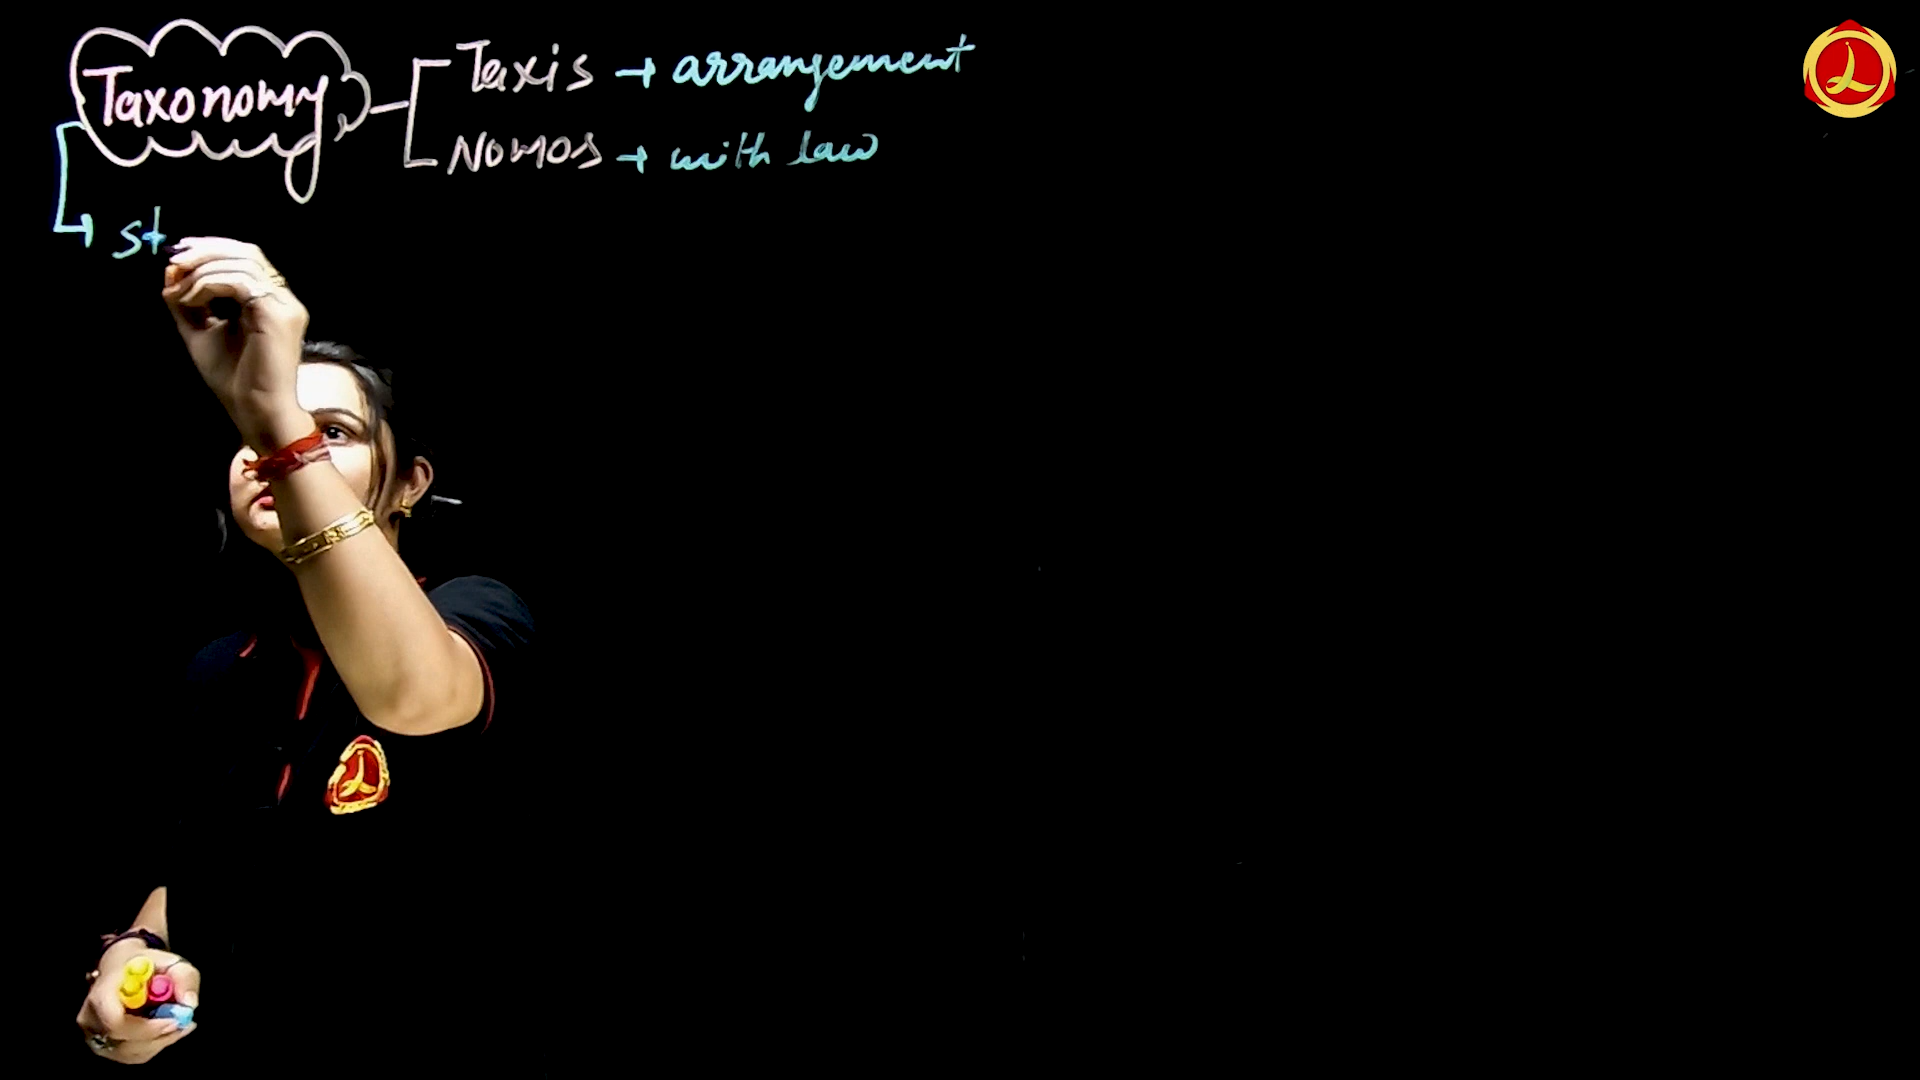 Taxonomy
Taxis → arrangement
Nomos → with law
↳ st